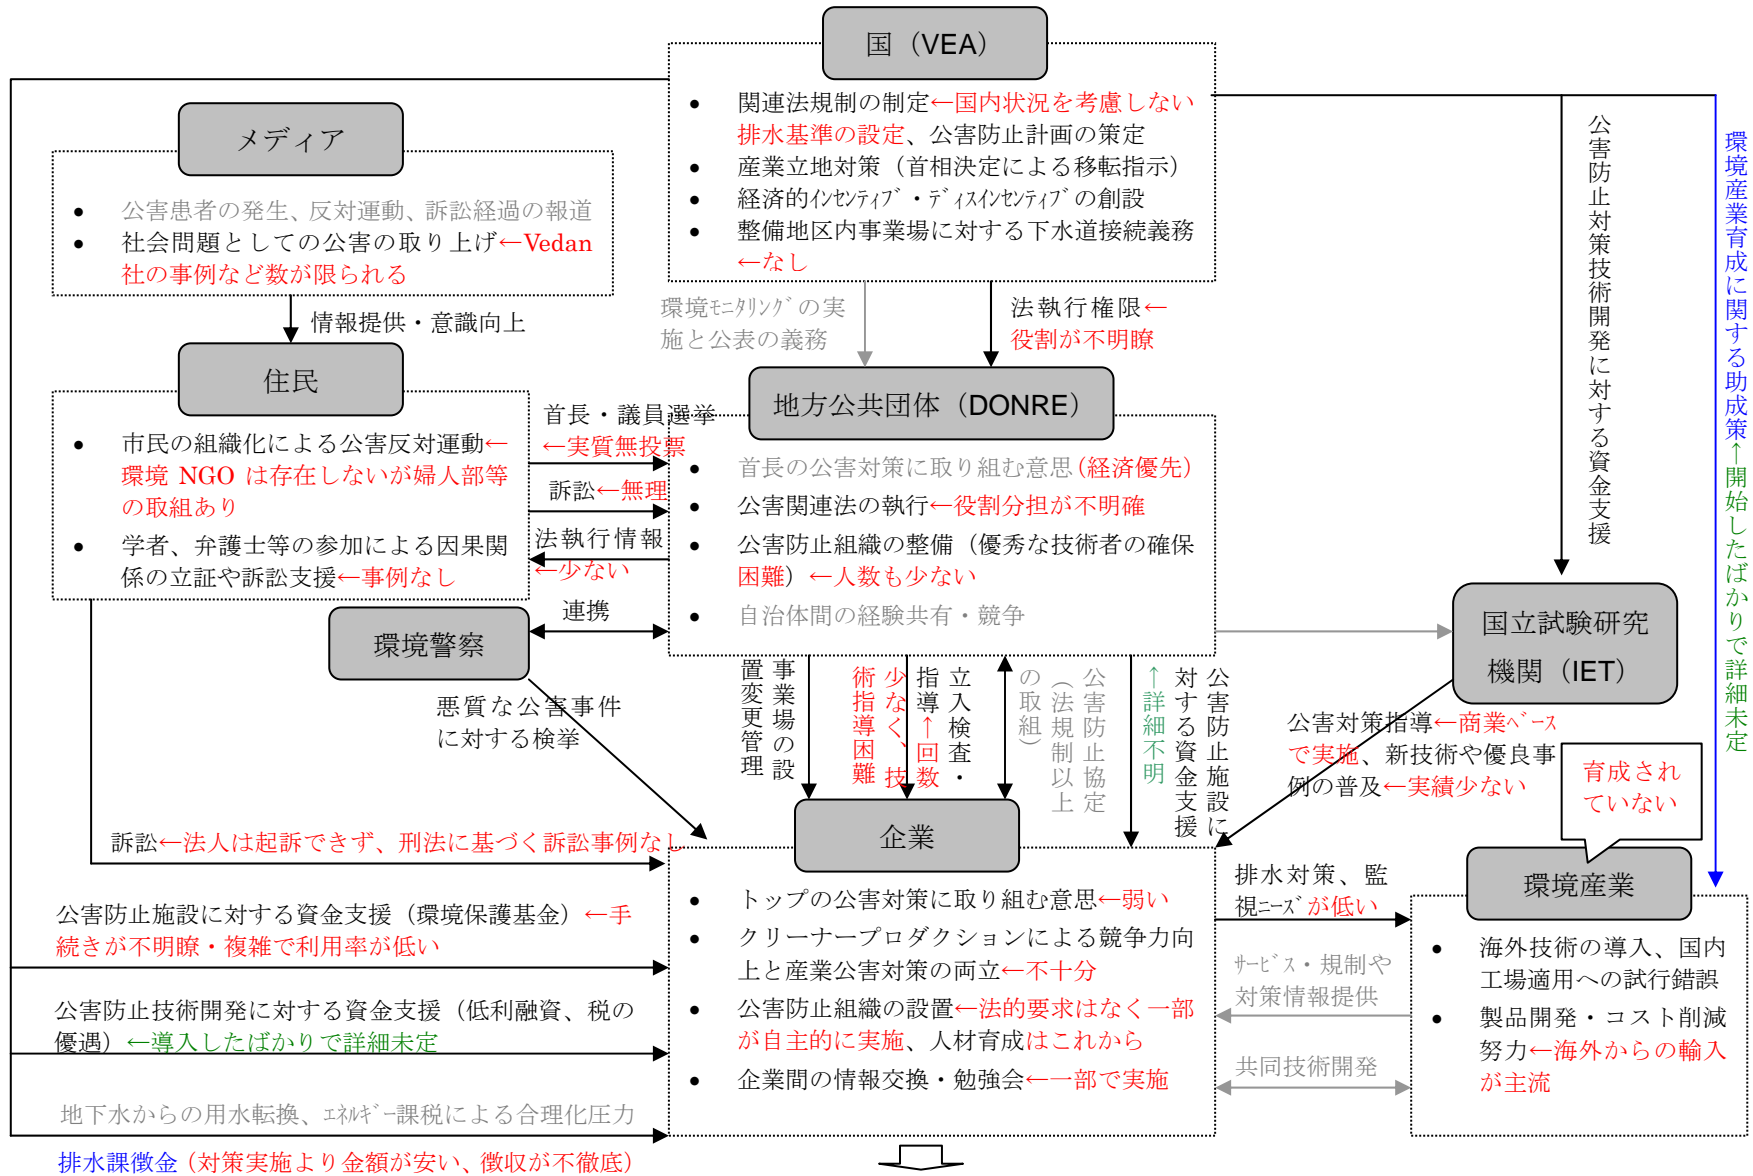 国（VEA）
• 関連法規制の制定←国内状況を考慮しない
排水基準の設定、公害防止計画の策定
• 産業立地対策（首相決定による移転指示）
• 経済的ｲﾝｾﾝﾃｨﾌﾞ・ﾃﾞｨｽｲﾝｾﾝﾃｨﾌﾞの創設
• 整備地区内事業場に対する下水道接続義務
←なし
メディア
• 公害患者の発生、反対運動、訴訟経過の報道
• 社会問題としての公害の取り上げ←Vedan
社の事例など数が限られる
情報提供・意識向上
環境ﾓﾆﾀﾘﾝｸﾞの実
施と公表の義務
法執行権限←
役割が不明瞭
公害防止対策技術開発に対する資金支援
環境産業育成に関する助成策←開始したばかりで詳細未定
住民
• 市民の組織化による公害反対運動←
環境 NGO は存在しないが婦人部等
の取組あり
• 学者、弁護士等の参加による因果関
係の立証や訴訟支援←事例なし
首長・議員選挙
←実質無投票
訴訟←無理
法執行情報
←少ない
連携
地方公共団体（DONRE）
• 首長の公害対策に取り組む意思（経済優先）
• 公害関連法の執行←役割分担が不明確
• 公害防止組織の整備（優秀な技術者の確保
困難）←人数も少ない
• 自治体間の経験共有・競争
環境警察
悪質な公害事件
に対する検挙
国立試験研究
機関（IET）
事業場の設
置変更管理
立入検査・
指導←回数
少なく、技
術指導困難
公害防止協定
（法規制以上
の取組）
公害防止施設に
対する資金支援
←詳細不明
公害対策指導←商業ﾍﾞｰｽ
で実施、新技術や優良事
例の普及←実績少ない
育成され
ていない
訴訟←法人は起訴できず、刑法に基づく訴訟事例なし
公害防止施設に対する資金支援（環境保護基金）←手
続きが不明瞭・複雑で利用率が低い
公害防止技術開発に対する資金支援（低利融資、税の
優遇）←導入したばかりで詳細未定
地下水からの用水転換、ｴﾈﾙｷﾞｰ課税による合理化圧力
排水課徴金（対策実施より金額が安い、徴収が不徹底）
企業
• トップの公害対策に取り組む意思←弱い
• クリーナープロダクションによる競争力向
上と産業公害対策の両立←不十分
• 公害防止組織の設置←法的要求はなく一部
が自主的に実施、人材育成はこれから
• 企業間の情報交換・勉強会←一部で実施
排水対策、監
視ﾆｰｽﾞが低い
ｻｰﾋﾞｽ・規制や
対策情報提供
共同技術開発
環境産業
• 海外技術の導入、国内
工場適用への試行錯誤
• 製品開発・コスト削減
努力←海外からの輸入
が主流